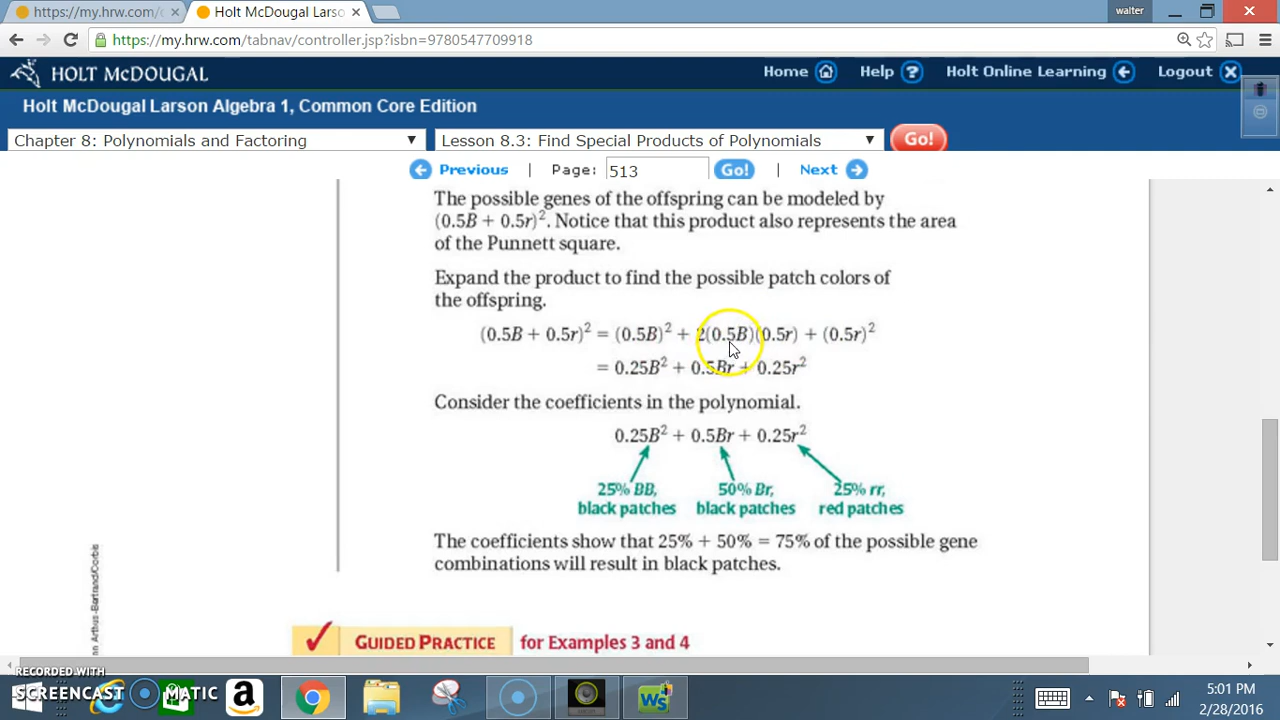 https://my.hrw.com/tabnav/ ×
Holt McDougal Larso ×
walter
https://my.hrw.com/tabnav/controller.jsp?isbn=9780547709918
HOLT MCDOUGAL
Home
Help ?
Holt Online Learning
Logout X
Holt McDougal Larson Algebra 1, Common Core Edition
Chapter 8: Polynomials and Factoring
Lesson 8.3: Find Special Products of Polynomials
Go!
Previous | Page: 513 Go! | Next
The possible genes of the offspring can be modeled by
(0.5B + 0.5r)². Notice that this product also represents the area
of the Punnett square.
Expand the product to find the possible patch colors of
the offspring.
(0.5B + 0.5r)² = (0.5B)² + 2(0.5B)(0.5r) + (0.5r)²
= 0.25B² + 0.5Br + 0.25r²
Consider the coefficients in the polynomial.
0.25B² + 0.5Br + 0.25r²
25% BB,
black patches
50% Br,
black patches
25% rr,
red patches
The coefficients show that 25% + 50% = 75% of the possible gene
combinations will result in black patches.
Arthus-Bertrand/Corbis
GUIDED PRACTICE for Examples 3 and 4
RECORDED WITH
SCREENCAST MATIC
5:01 PM
2/28/2016